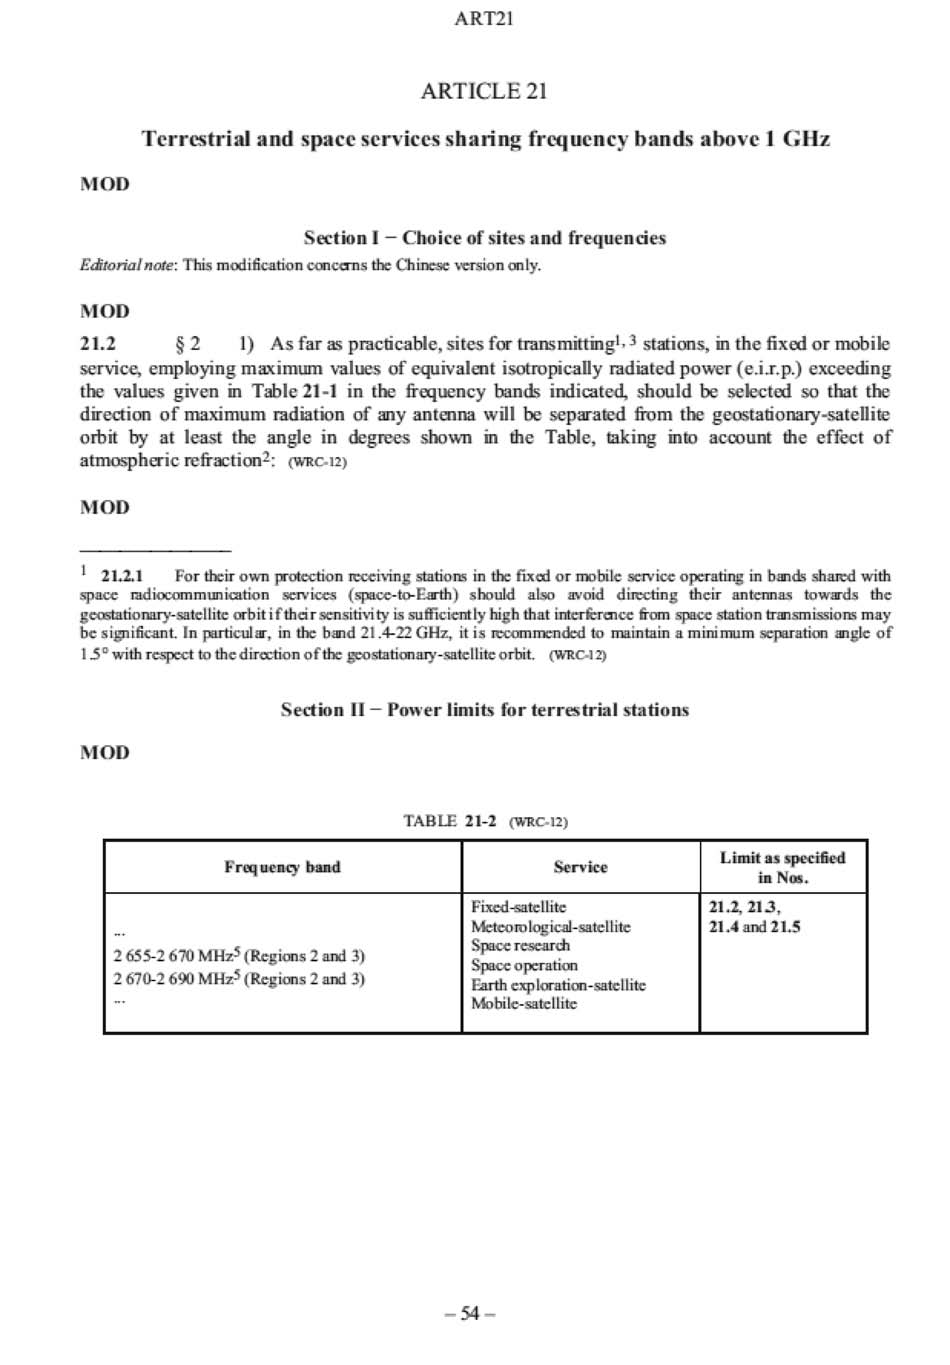 ART21
ARTICLE 21
Terrestrial and space services sharing frequency bands above 1 GHz
MOD
Section I − Choice of sites and frequencies
Editorial note: This modification concerns the Chinese version only.
MOD
21.2 § 2 1) As far as practicable, sites for transmitting1, 3 stations, in the fixed or mobile
service, employing maximum values of equivalent isotropically radiated power (e.i.r.p.) exceeding
the values given in Table 21-1 in the frequency bands indicated, should be selected so that the
direction of maximum radiation of any antenna will be separated from the geostationary-satellite
orbit by at least the angle in degrees shown in the Table, taking into account the effect of
atmospheric refraction2: (WRC-12)
MOD
1 21.2.1 For their own protection receiving stations in the fixed or mobile service operating in bands shared with
space radiocommunication services (space-to-Earth) should also avoid directing their antennas towards the
geostationary-satellite orbit if their sensitivity is sufficiently high that interference from space station transmissions may
be significant. In particular, in the band 21.4-22 GHz, it is recommended to maintain a minimum separation angle of
1.5° with respect to the direction of the geostationary-satellite orbit. (WRC-12)
Section II − Power limits for terrestrial stations
MOD
TABLE 21-2 (WRC-12)
Frequency band
Service
Limit as specified
in Nos.
...
2 655-2 670 MHz5 (Regions 2 and 3)
2 670-2 690 MHz5 (Regions 2 and 3)
...
Fixed-satellite
Meteorological-satellite
Space research
Space operation
Earth exploration-satellite
Mobile-satellite
21.2, 21.3,
21.4 and 21.5
– 54 –